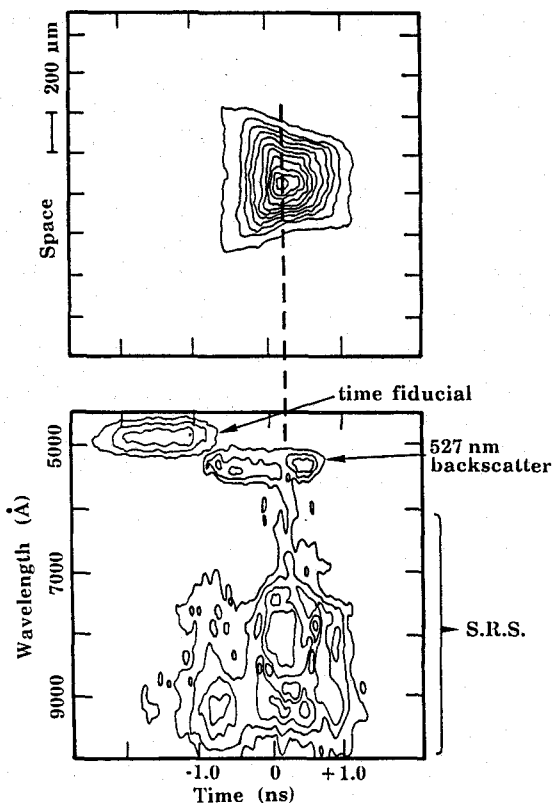 200 μm
Space
time fiducial
527 nm
backscatter
5000
7000
9000
Wavelength (Å)
S.R.S.
-1.0 0 +1.0
Time (ns)